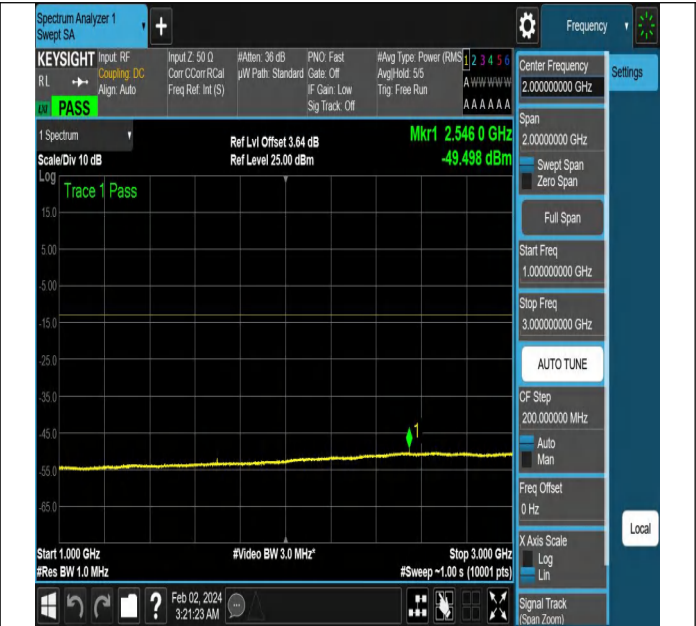 Spectrum Analyzer 1
Swept SA
+
Frequency
KEYSIGHT
RL
Input: RF
Coupling: DC
Align: Auto
Input Z: 50 Ω
Corr CCorr RCal
Freq Ref: Int (S)
#Atten: 36 dB
µW Path: Standard
PNO: Fast
Gate: Off
IF Gain: Low
Sig Track: Off
#Avg Type: Power (RMS
Avg|Hold: 5/5
Trig: Free Run
1 2 3 4 5 6
A W W W W W
A A A A A A
LNI PASS
1 Spectrum
Scale/Div 10 dB
Ref Lvl Offset 3.64 dB
Ref Level 25.00 dBm
Mkr1 2.546 0 GHz
-49.498 dBm
Log
Trace 1 Pass
15.0
5.00
-5.00
-15.0
-25.0
-35.0
-45.0
-55.0
-65.0
1
Start 1.000 GHz
#Res BW 1.0 MHz
#Video BW 3.0 MHz*
Stop 3.000 GHz
#Sweep ~1.00 s (10001 pts)
?
Feb 02, 2024
3:21:23 AM
Center Frequency
2.000000000 GHz
Settings
Span
2.00000000 GHz
Swept Span
Zero Span
Full Span
Start Freq
1.000000000 GHz
Stop Freq
3.000000000 GHz
AUTO TUNE
CF Step
200.000000 MHz
Auto
Man
Freq Offset
0 Hz
X Axis Scale
Log
Lin
Local
Signal Track
(Span Zoom)